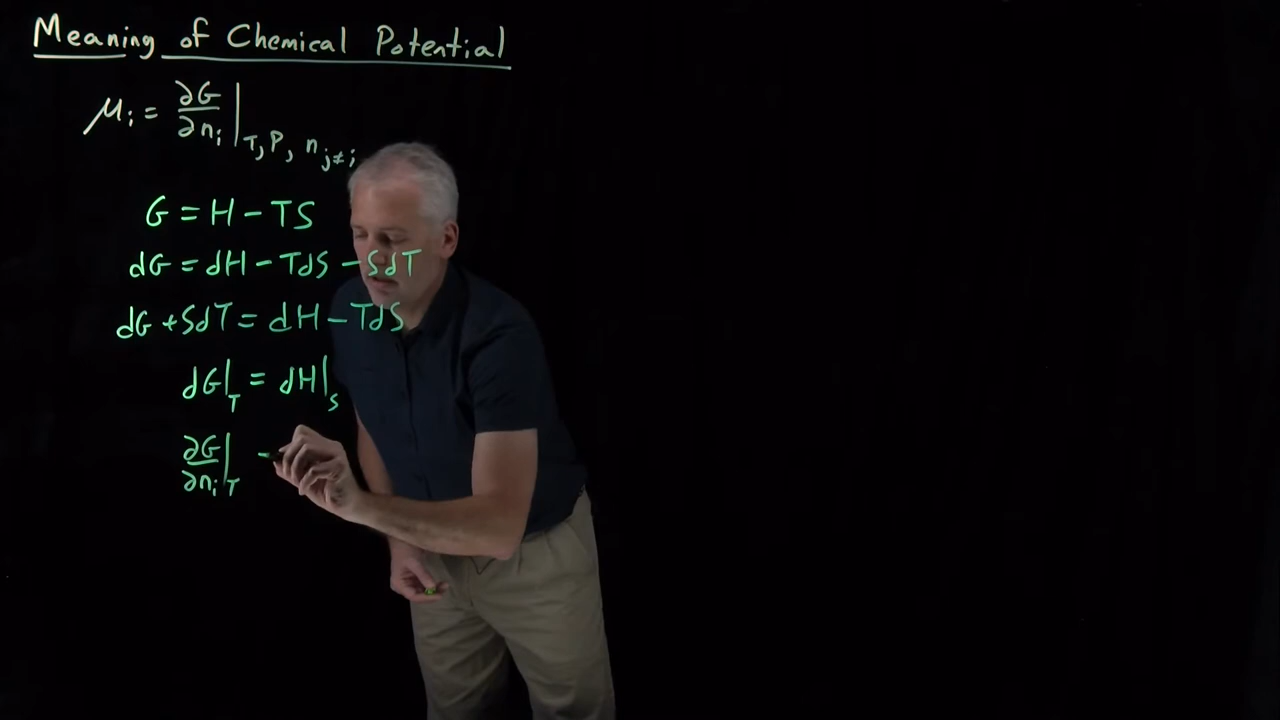 Meaning of Chemical Potential
μᵢ = ∂G/∂nᵢ |T, P, nⱼ≠ᵢ
G = H - TS
dG = dH - TdS - SdT
dG + SdT = dH - TdS
dG|T = dH|S
∂G/∂nᵢ |T -